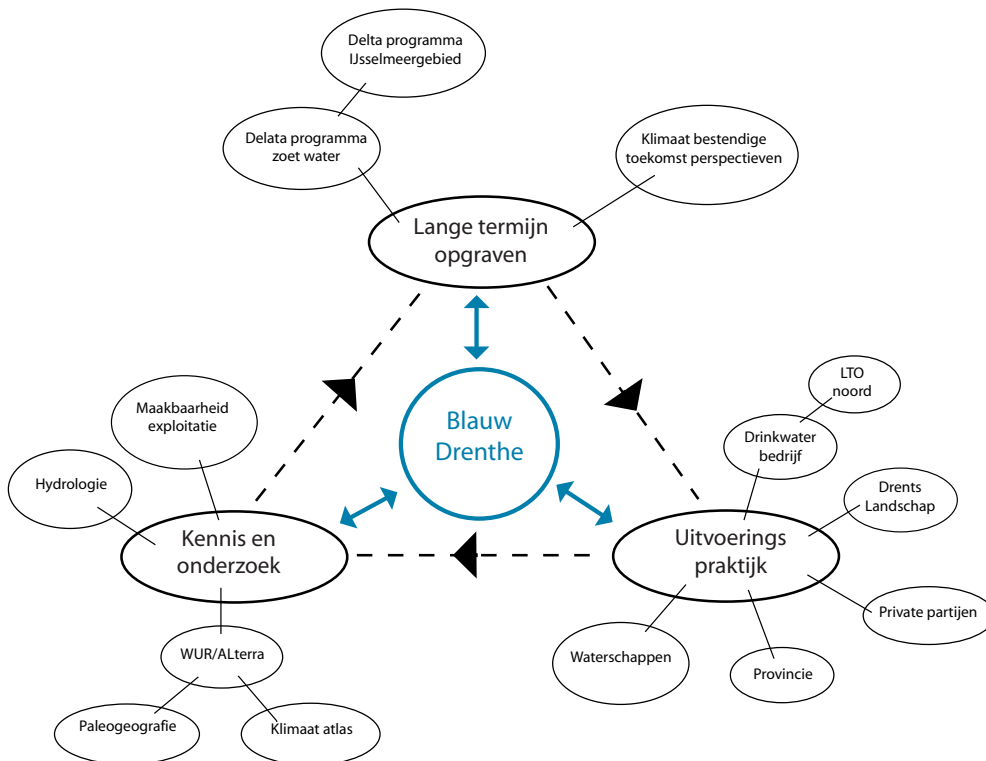 Delta programma
IJsselmeergebied
Delata programma
zoet water
Klimaat bestendige
toekomst perspectieven
Lange termijn
opgraven
Blauw
Drenthe
LTO
noord
Maakbaarheid
exploitatie
Drinkwater
bedrijf
Hydrologie
Drents
Landschap
Kennis en
onderzoek
Uitvoerings
praktijk
Private partijen
WUR/ALterra
Waterschappen
Provincie
Paleogeografie
Klimaat atlas